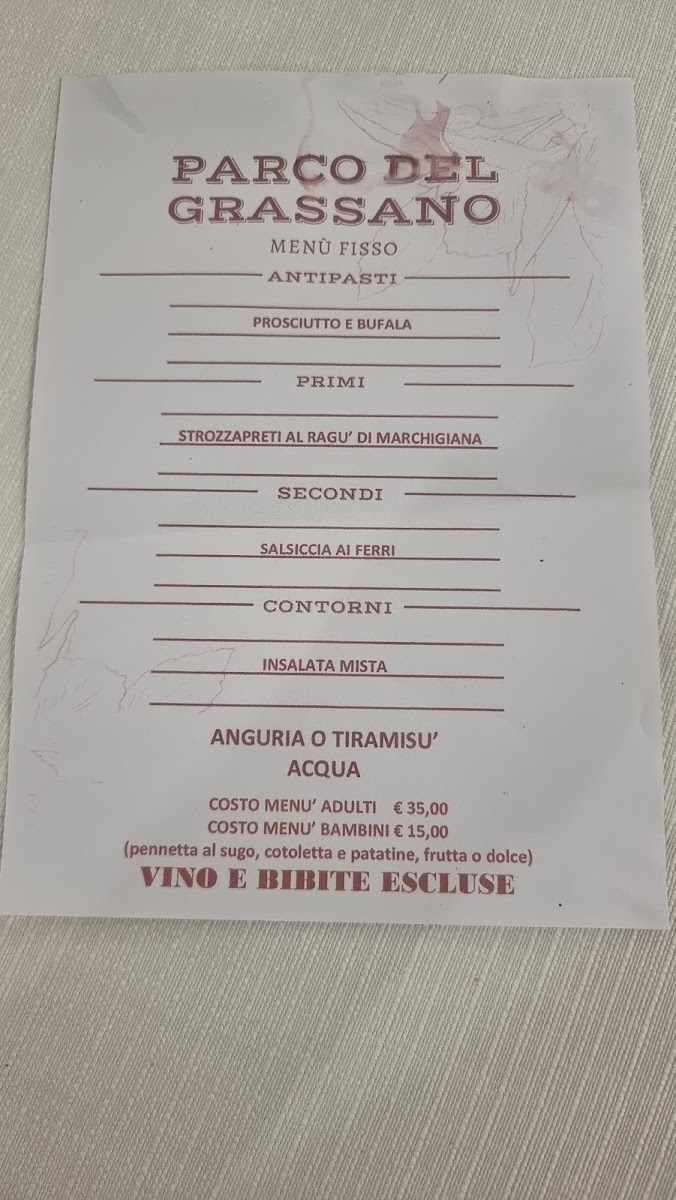 PARCO DEL
GRASSANO
MENÙ FISSO
ANTIPASTI
PROSCIUTTO E BUFALA
PRIMI
STROZZAPRETI AL RAGU' DI MARCHIGIANA
SECONDI
SALSICCIA AI FERRI
CONTORNI
INSALATA MISTA
ANGURIA O TIRAMISU'
ACQUA
COSTO MENU' ADULTI € 35,00
COSTO MENU' BAMBINI € 15,00
(pennetta al sugo, cotoletta e patatine, frutta o dolce)
VINO E BIBITE ESCLUSE